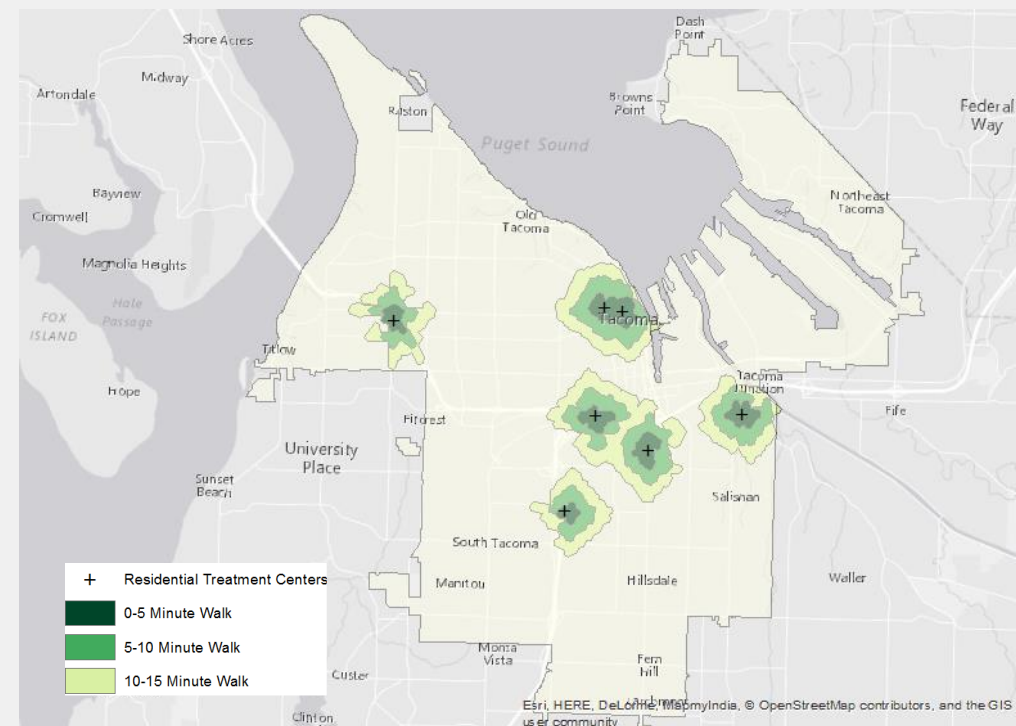 Dash
Point
Shore Acres
Midway
Artondale
Browns
Point
Federal
Way
Ruston
Puget Sound
Bayview
Northeast
Tacoma
Cromwell
Old
Tacoma
Magnolia Heights
Hale
Passage
FOX
ISLAND
Tacoma
Titlow
Tacoma
Junction
Hope
Fife
Fircrest
University
Place
Sunset
Beach
Salishan
South Tacoma
Manitou
Hillsdale
Waller
Monta
Vista
Fern
Hill
Custer
Clinton
+ Residential Treatment Centers
0-5 Minute Walk
5-10 Minute Walk
10-15 Minute Walk
Esri, HERE, DeLorme, MapmyIndia, © OpenStreetMap contributors, and the GIS
user community